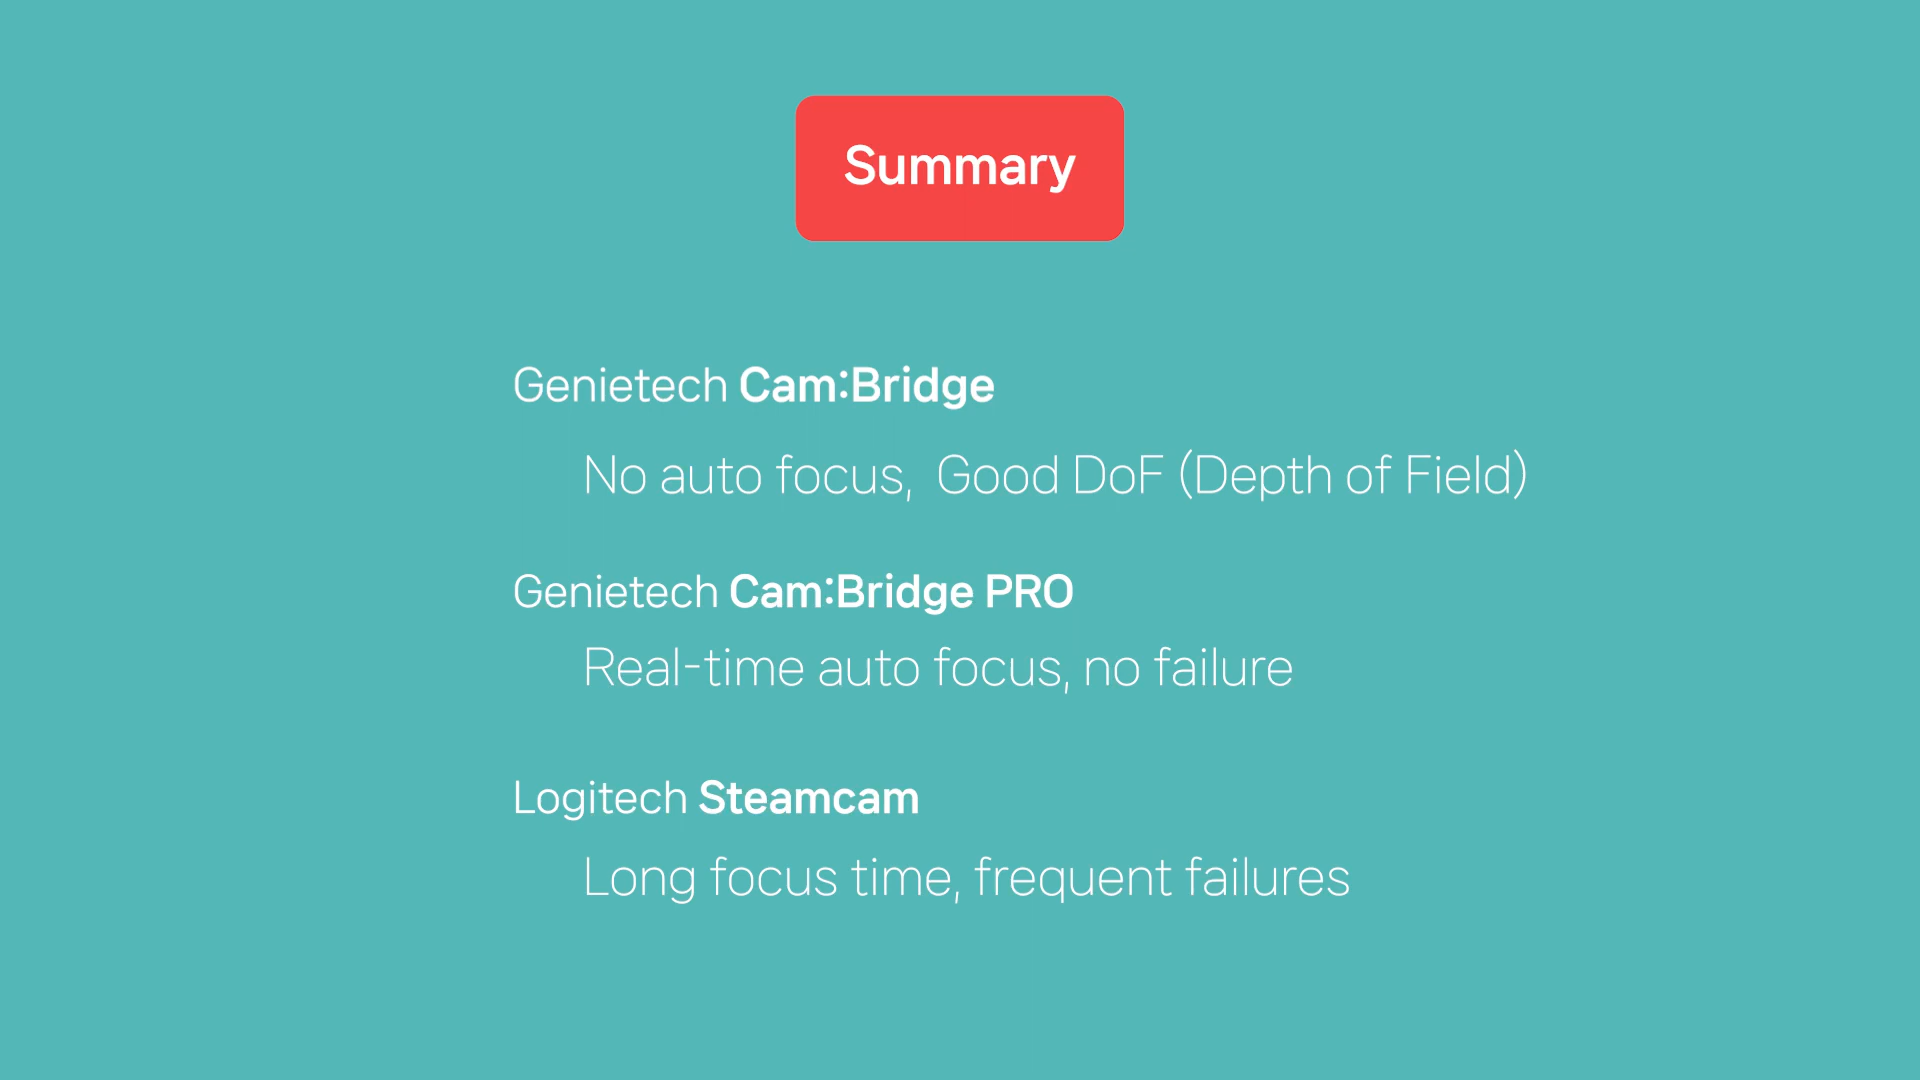 Summary
Genietech Cam:Bridge
No auto focus, Good DoF (Depth of Field)
Genietech Cam:Bridge PRO
Real-time auto focus, no failure
Logitech Steamcam
Long focus time, frequent failures